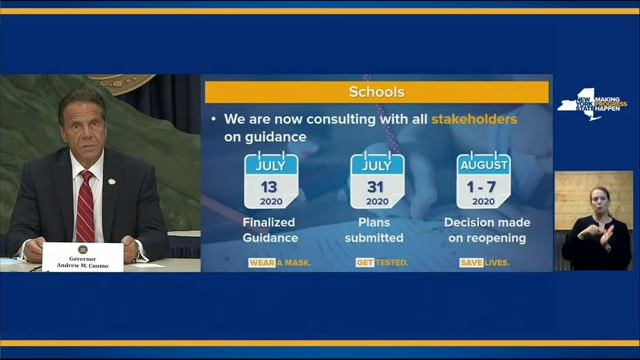 Schools
• We are now consulting with all stakeholders
on guidance
JULY
13
2020
Finalized
Guidance
JULY
31
2020
Plans
submitted
AUGUST
1 - 7
2020
Decision made
on reopening
WEAR A MASK.
GET TESTED.
SAVE LIVES.
NEW
YORK
STATE
MAKING
PROGRESS
HAPPEN
Governor
Andrew M. Cuomo